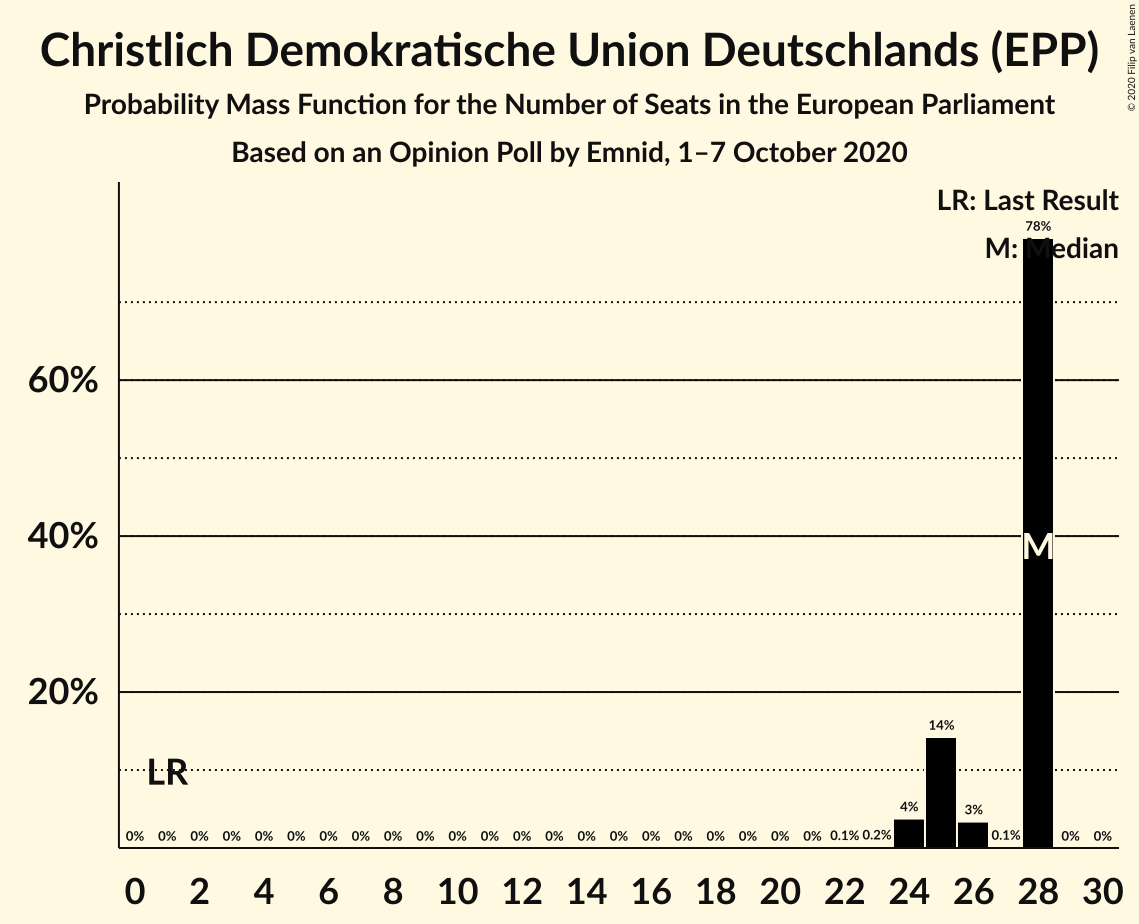 Christlich Demokratische Union Deutschlands (EPP)
Probability Mass Function for the Number of Seats in the European Parliament
Based on an Opinion Poll by Emnid, 1–7 October 2020
© 2020 Filip van Laenen
LR: Last Result
78%
M: Median
60%
40%
M
20%
14%
LR
4% 3%
0% 0% 0% 0% 0% 0% 0% 0% 0% 0% 0% 0% 0% 0% 0% 0% 0% 0% 0% 0% 0% 0% 0.1% 0.2% 0.1% 0% 0%
0 2 4 6 8 10 12 14 16 18 20 22 24 26 28 30